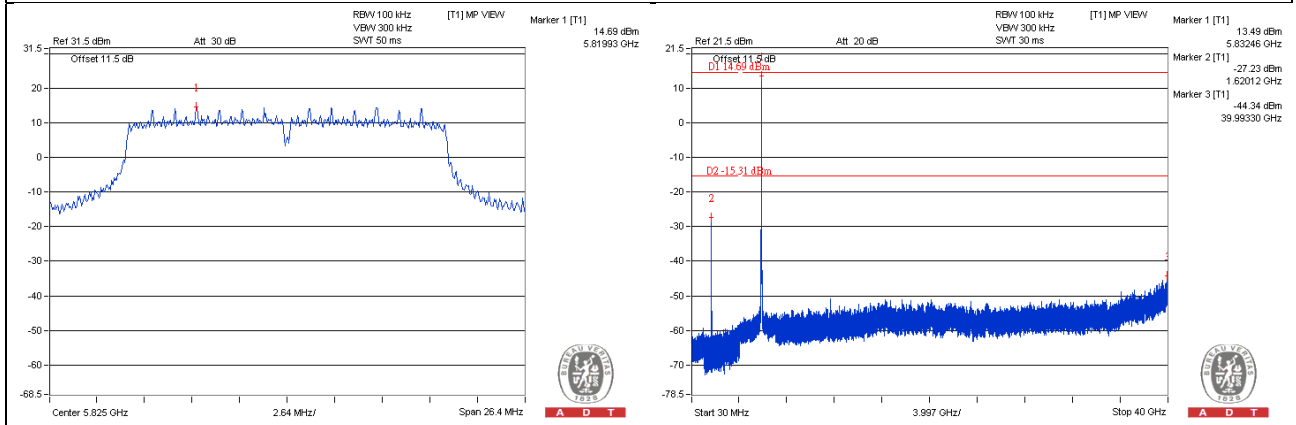 RBW 100 kHz [T1] MP VIEW
VBW 300 kHz
Ref 31.5 dBm Att 30 dB SWT 50 ms
Marker 1 [T1]
14.69 dBm
5.81993 GHz
31.5
Offset 11.5 dB
20
10
0
-10
-20
-30
-40
-50
-60
-68.5
1
Center 5.825 GHz 2.64 MHz/ Span 26.4 MHz
BUREAU VERITAS
1828
A D T
RBW 100 kHz [T1] MP VIEW
VBW 300 kHz
Ref 21.5 dBm Att 20 dB SWT 30 ms
Marker 1 [T1]
13.49 dBm
5.83246 GHz
Marker 2 [T1]
-27.23 dBm
1.62012 GHz
Marker 3 [T1]
-44.34 dBm
39.99330 GHz
21.5
Offset 11.5 dB
D1 14.69 dBm
10
0
-10
D2 -15.31 dBm
-20
2
-30
-40
-50
-60
-70
-78.5
Start 30 MHz 3.997 GHz/ Stop 40 GHz
BUREAU VERITAS
1828
A D T